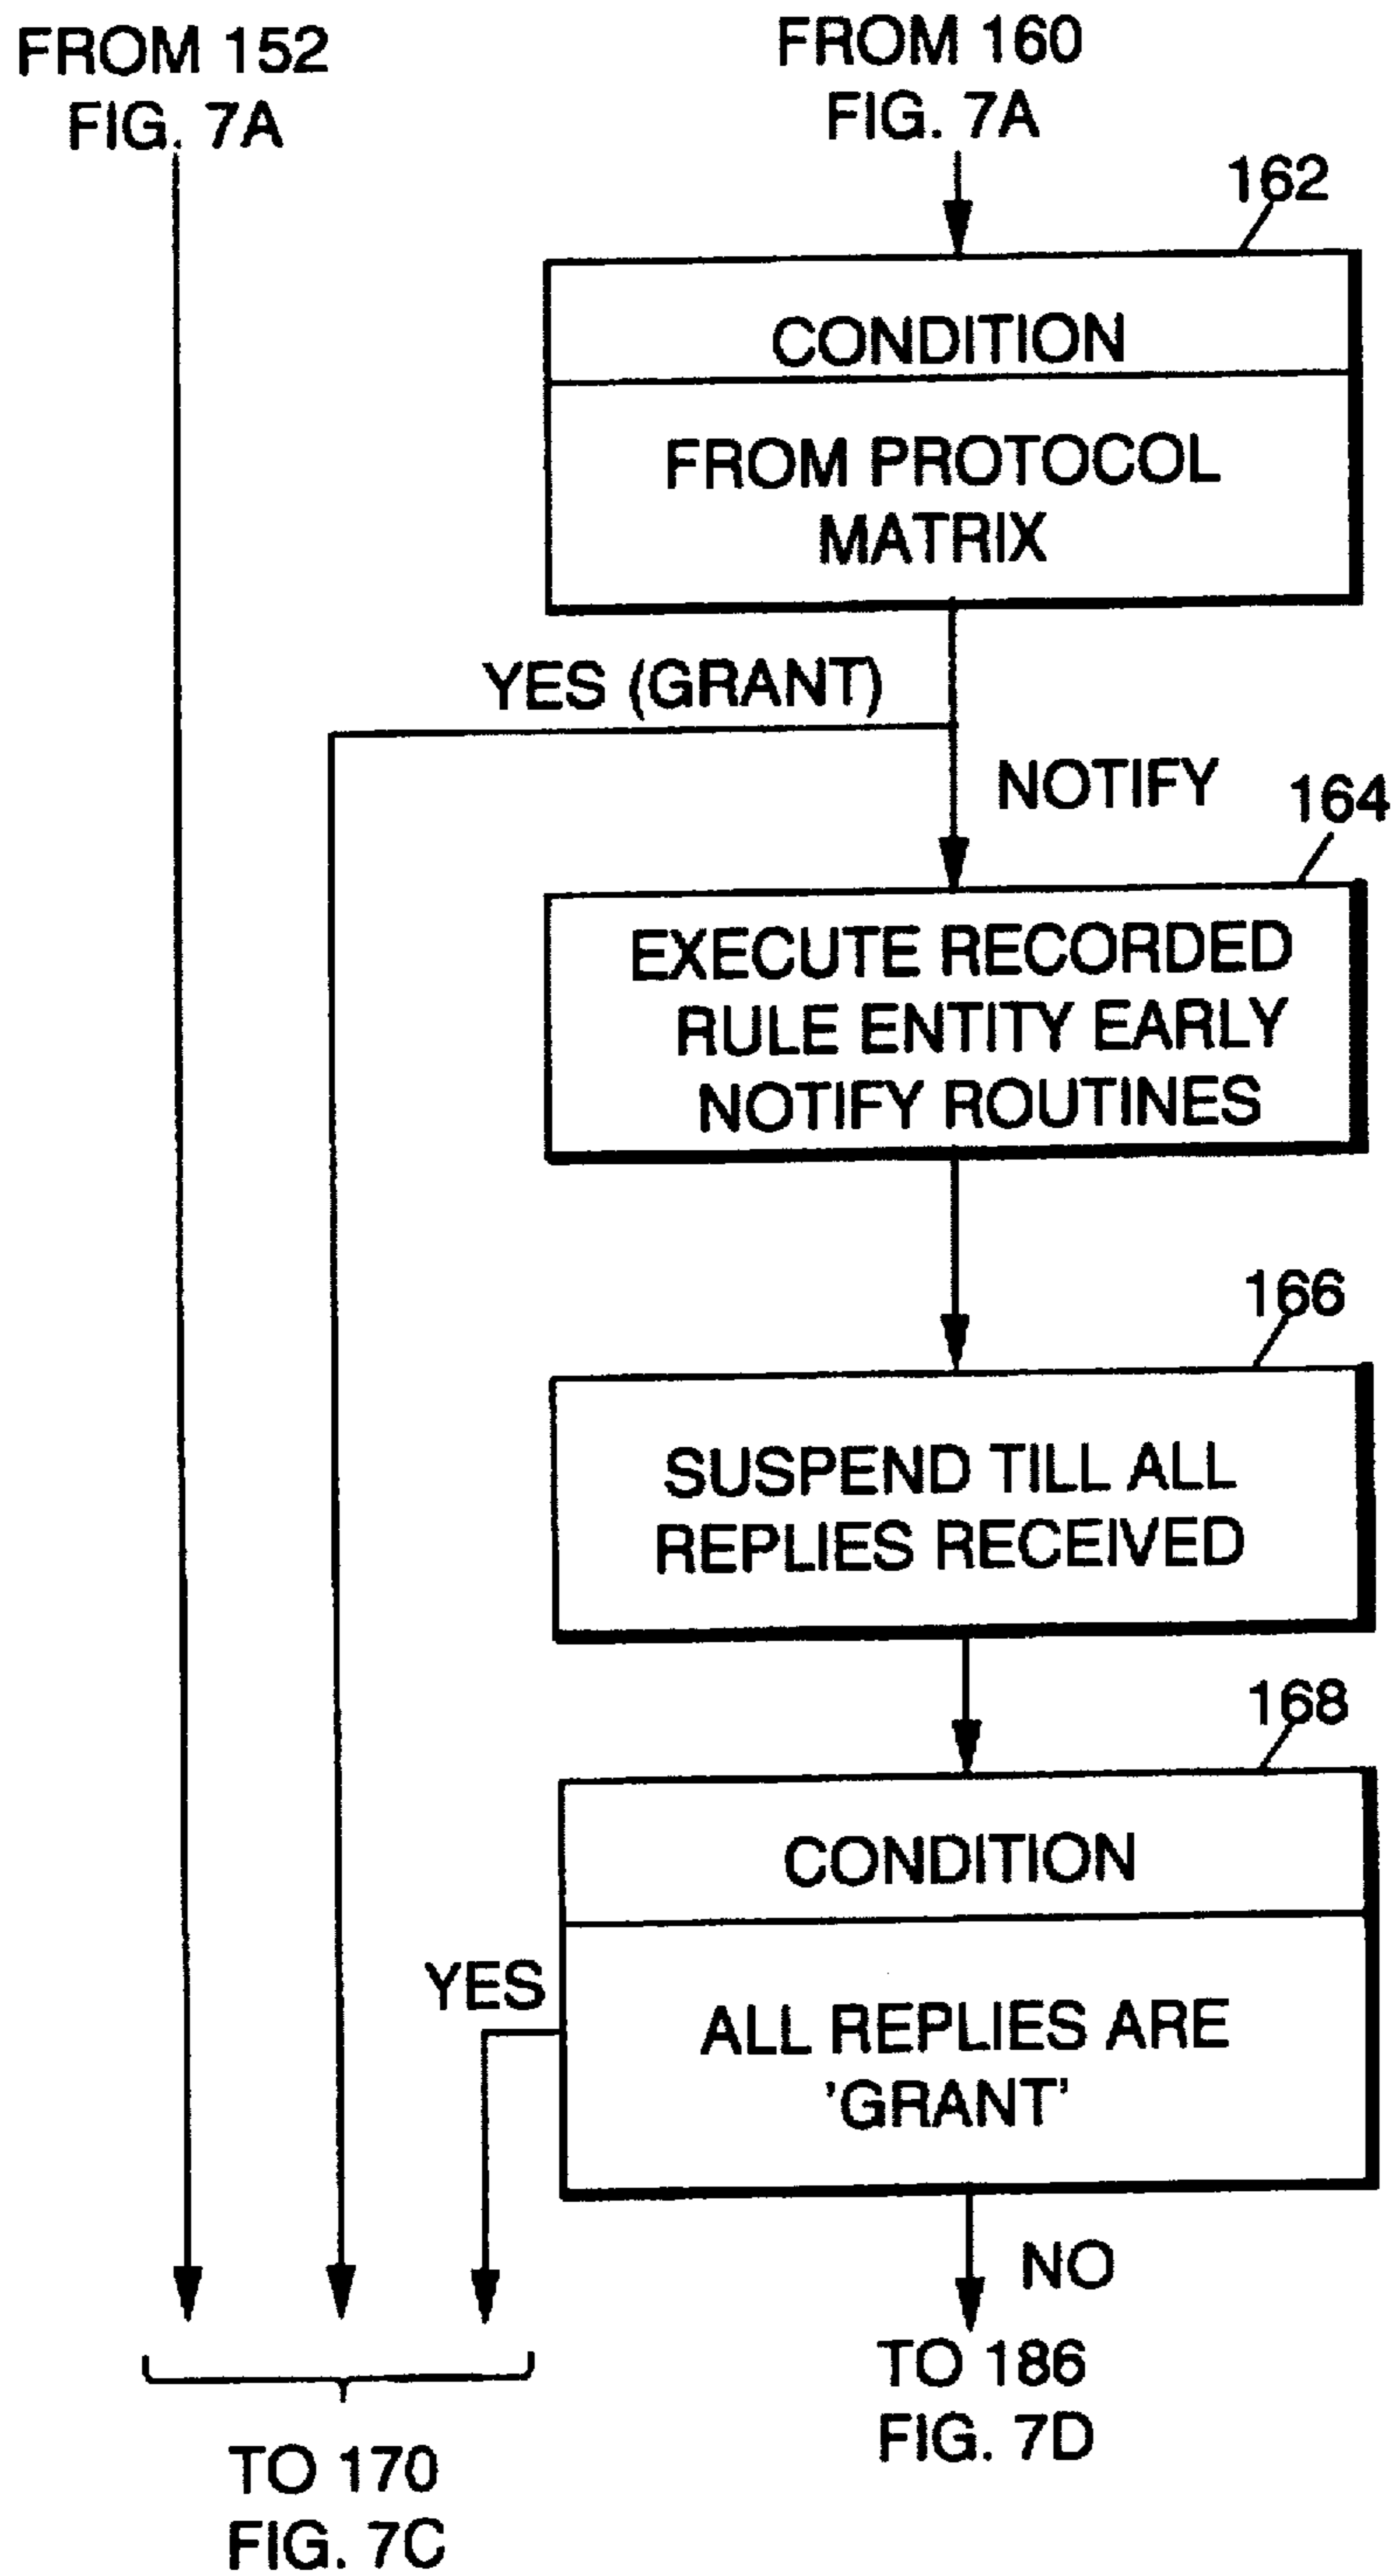 FROM 152
FIG. 7A
FROM 160
FIG. 7A
162
CONDITION
FROM PROTOCOL
MATRIX
YES (GRANT)
NOTIFY
164
EXECUTE RECORDED
RULE ENTITY EARLY
NOTIFY ROUTINES
166
SUSPEND TILL ALL
REPLIES RECEIVED
168
CONDITION
YES
ALL REPLIES ARE
'GRANT'
NO
TO 186
FIG. 7D
TO 170
FIG. 7C